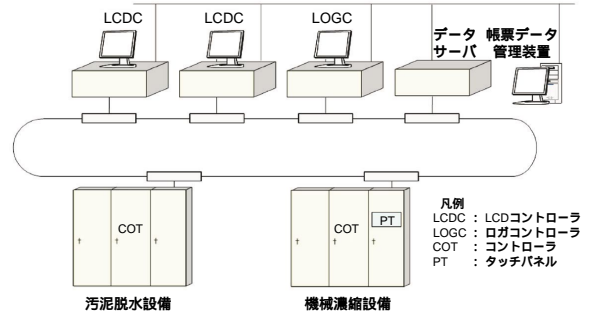 LCDC
LCDC
LOGC
データ
サーバ
帳票データ
管理装置
COT
COT
PT
汚泥脱水設備
機械濃縮設備
凡例
LCDC : LCDコントローラ
LOGC : ロガコントローラ
COT : コントローラ
PT : タッチパネル